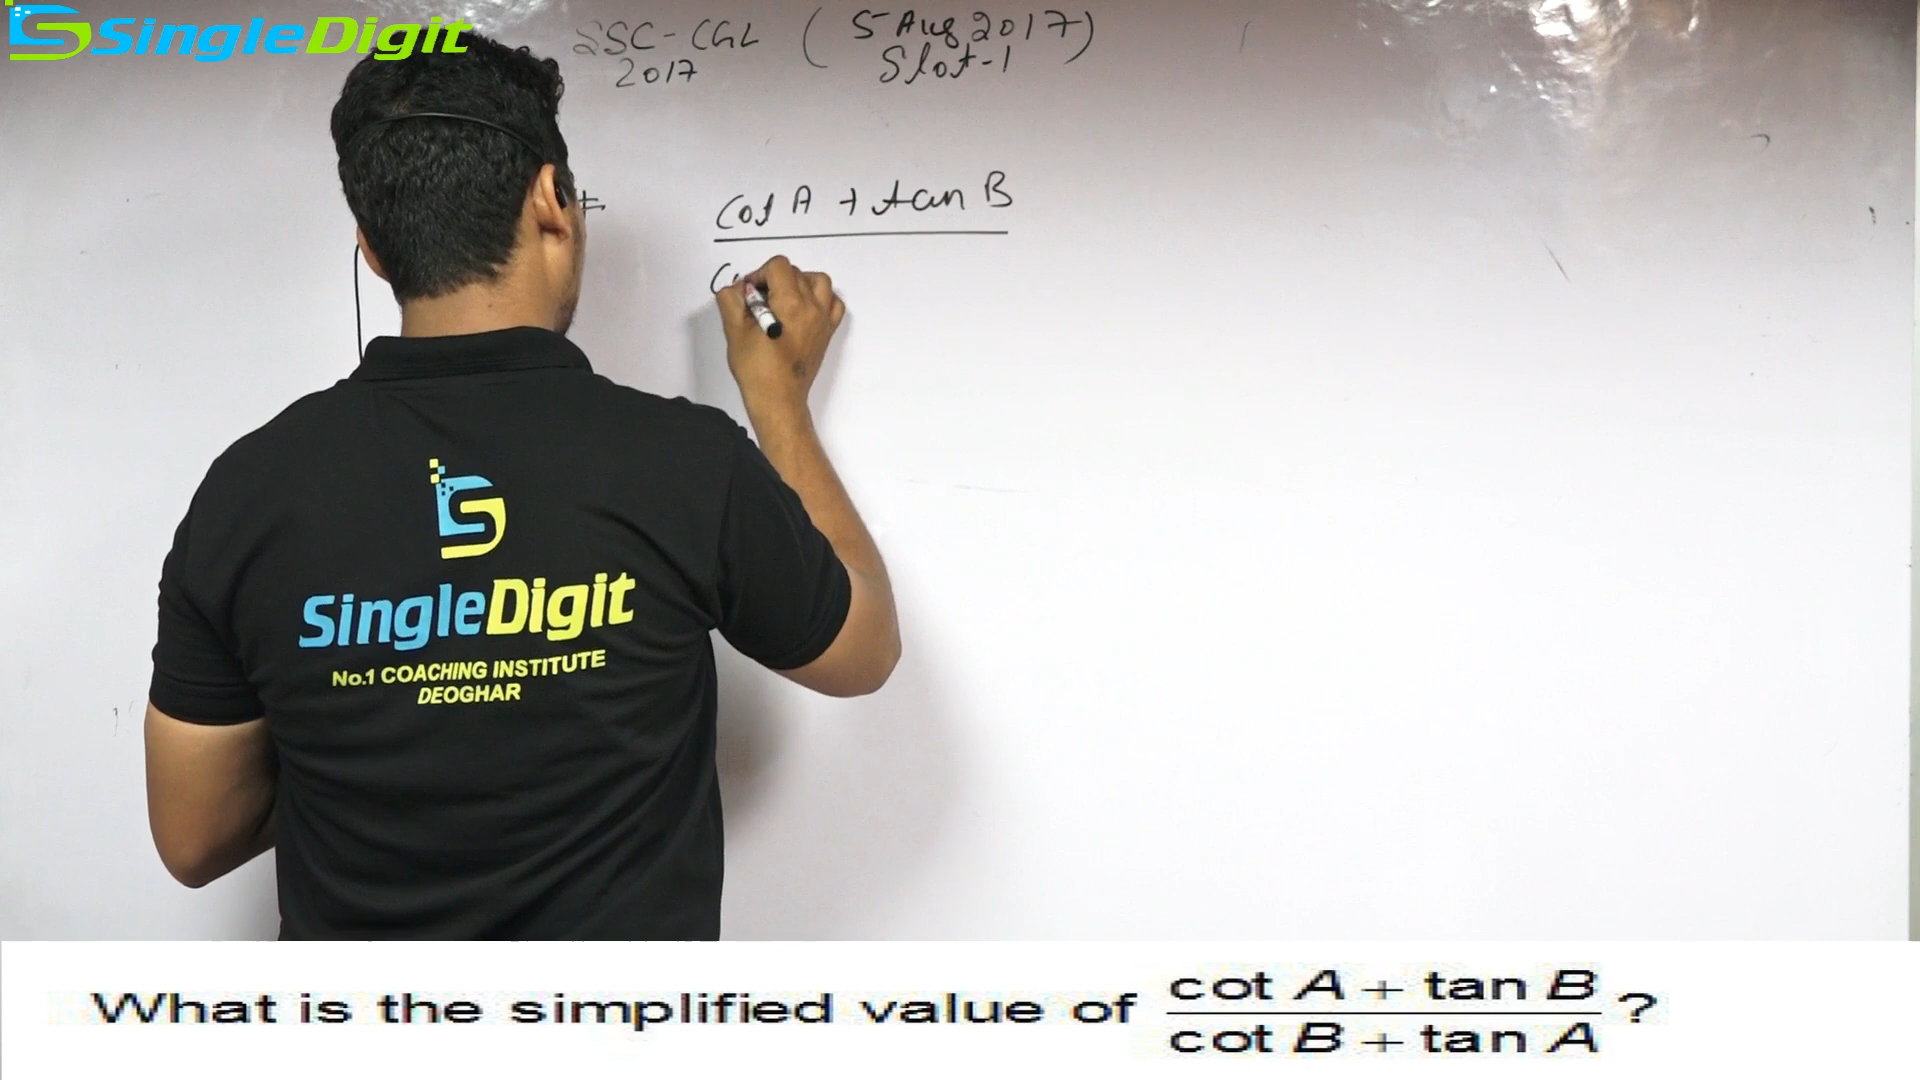 SingleDigit
SSC-CGL (5 Aug 2017)
2017 Slot-1
cot A + tan B
SingleDigit
No.1 COACHING INSTITUTE
DEOGHAR
What is the simplified value of (cot A + tan B)/(cot B + tan A) ?